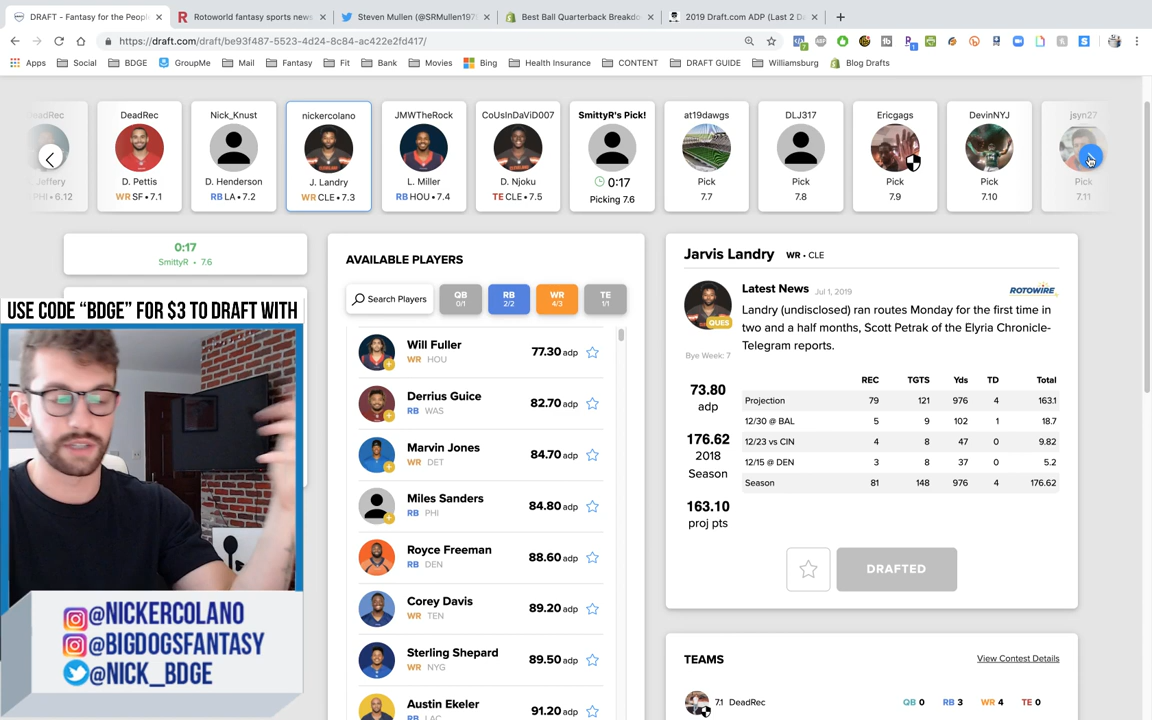 DRAFT - Fantasy for the People
Rotoworld fantasy sports news
Steven Mullen (@SRMullen197
Best Ball Quarterback Breakdo
2019 Draft.com ADP (Last 2 D
https://draft.com/draft/be93f487-5523-4d24-8c84-ac422e2fd417/
Apps Social BDGE GroupMe Mail Fantasy Fit Bank Movies Bing Health Insurance CONTENT DRAFT GUIDE Williamsburg Blog Drafts
DeadRec Nick_Knust nickercolano JMWTheRock CoUsInDaViD007 SmittyR's Pick! at19dawgs DLJ317 Ericgags DevinNYJ jsyn27
. Jeffery D. Pettis D. Henderson J. Landry L. Miller D. Njoku 0:17 Pick Pick Pick Pick Pick
PHI • 6.12 WR SF • 7.1 RB LA • 7.2 WR CLE • 7.3 RB HOU • 7.4 TE CLE • 7.5 Picking 7.6 7.7 7.8 7.9 7.10 7.11
0:17
SmittyR • 7.6
AVAILABLE PLAYERS
Search Players
QB 0/1
RB 2/2
WR 4/3
TE 1/1
Will Fuller
WR HOU
77.30 adp
Derrius Guice
RB WAS
82.70 adp
Marvin Jones
WR DET
84.70 adp
Miles Sanders
RB PHI
84.80 adp
Royce Freeman
RB DEN
88.60 adp
Corey Davis
WR TEN
89.20 adp
Sterling Shepard
WR NYG
89.50 adp
Austin Ekeler
RB LAC
91.20 adp
Jarvis Landry WR • CLE
QUES
Bye Week: 7
Latest News Jul 1, 2019
ROTOWIRE
Landry (undisclosed) ran routes Monday for the first time in
two and a half months, Scott Petrak of the Elyria Chronicle-
Telegram reports.
73.80
adp
176.62
2018
Season
163.10
proj pts
REC TGTS Yds TD Total
Projection 79 121 976 4 163.1
12/30 @ BAL 5 9 102 1 18.7
12/23 vs CIN 4 8 47 0 9.82
12/15 @ DEN 3 8 37 0 5.2
Season 81 148 976 4 176.62
DRAFTED
TEAMS
View Contest Details
7.1 DeadRec QB 0 RB 3 WR 4 TE 0
USE CODE "BDGE" FOR $3 TO DRAFT WITH
@NICKERCOLANO
@BIGDOGSFANTASY
@NICK_BDGE